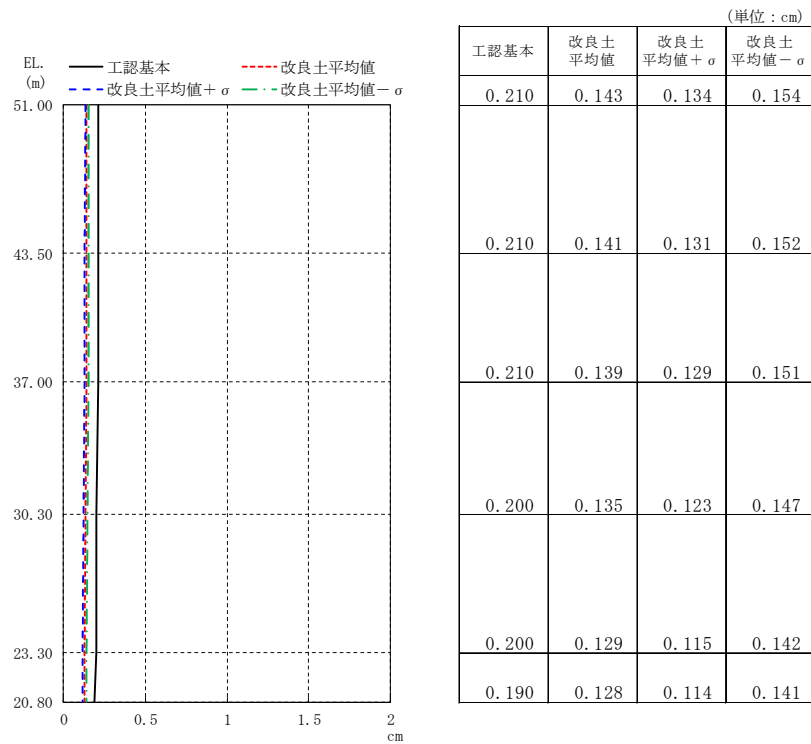 (単位：cm)
EL.
(m)
工認基本
改良土平均値
改良土平均値＋σ
改良土平均値－σ
51.00
43.50
37.00
30.30
23.30
20.80
0 0.5 1 1.5 2
cm
工認基本 改良土平均値 改良土平均値＋σ 改良土平均値－σ
0.210 0.143 0.134 0.154
0.210 0.141 0.131 0.152
0.210 0.139 0.129 0.151
0.200 0.135 0.123 0.147
0.200 0.129 0.115 0.142
0.190 0.128 0.114 0.141